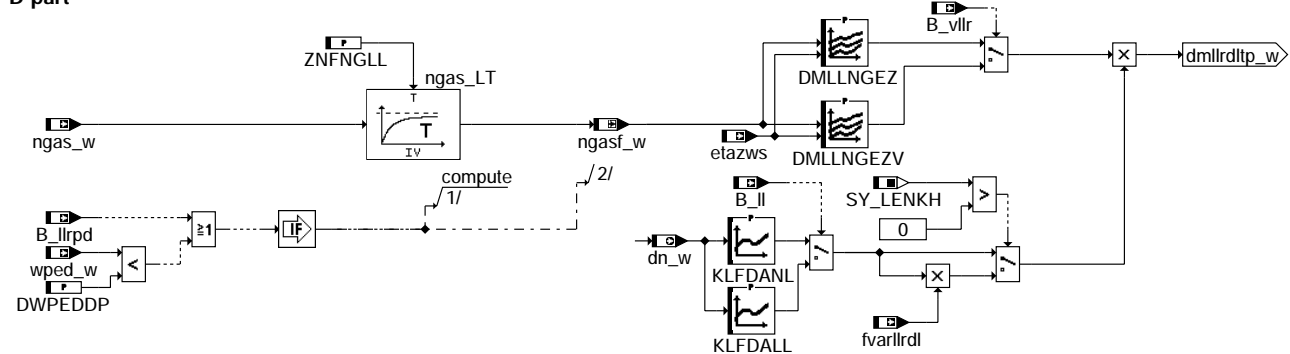 D-part
B_vllr
P
ZNFNGLL
P
DMLLNGEZ
dmllrdltp_w
ngas_LT
T
T
IV
ngas_w
ngasf_w
etazws
P
DMLLNGEZV
compute
1/
2/
B_ll
SY_LENKH
>
0
B_llrpd
≥1
IF
wped_w
<
P
DWPEDDP
dn_w
P
KLFDANL
P
KLFDALL
×
×
fvarllrdl